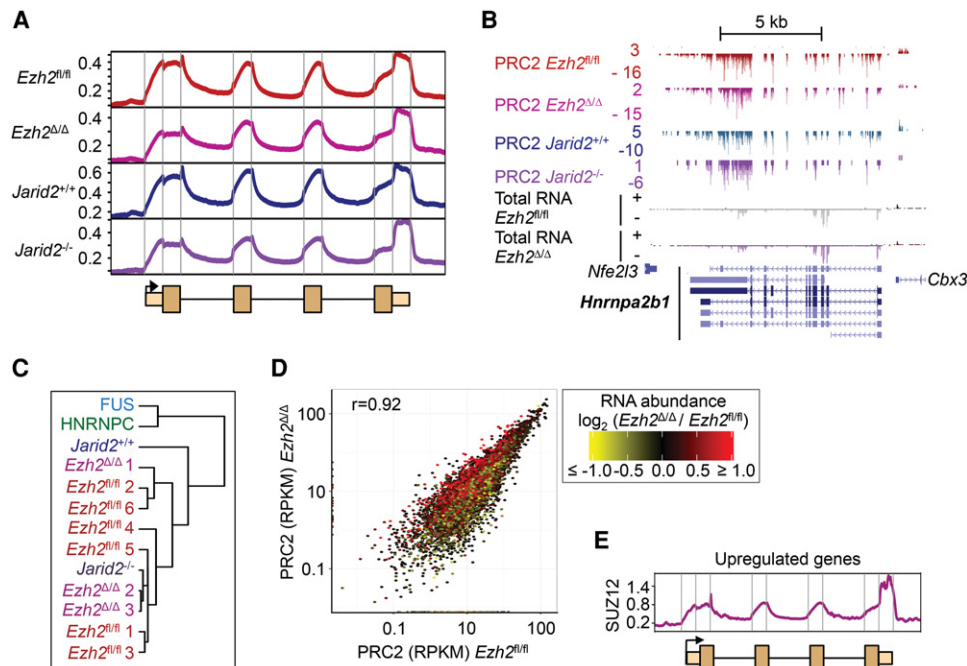 A
Ezh2fl/fl
0.4
0.2
Ezh2Δ/Δ
0.4
0.2
Jarid2+/+
0.6
0.4
0.2
Jarid2-/-
0.4
0.2
B
5 kb
PRC2 Ezh2fl/fl
3
- 16
PRC2 Ezh2Δ/Δ
2
-15
PRC2 Jarid2+/+
5
-10
PRC2 Jarid2-/-
1
-6
Total RNA +
Ezh2fl/fl -
Total RNA +
Ezh2Δ/Δ -
Nfe2l3
Cbx3
Hnrnpa2b1
C
FUS
HNRNPC
Jarid2+/+
Ezh2Δ/Δ 1
Ezh2fl/fl 2
Ezh2fl/fl 6
Ezh2fl/fl 4
Ezh2fl/fl 5
Jarid2-/-
Ezh2Δ/Δ 2
Ezh2Δ/Δ 3
Ezh2fl/fl 1
Ezh2fl/fl 3
D
r=0.92
PRC2 (RPKM) Ezh2Δ/Δ
100
10
0.1
0.1 10 100
PRC2 (RPKM) Ezh2fl/fl
RNA abundance
log2 (Ezh2Δ/Δ / Ezh2fl/fl)
≤ -1.0 -0.5 0.0 0.5 ≥ 1.0
E
Upregulated genes
SUZ12
1.4
0.8
0.2